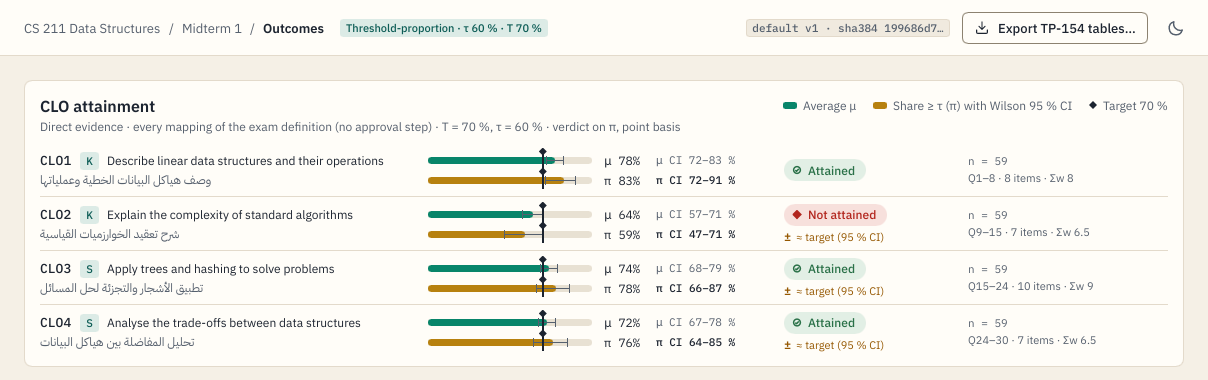 CS 211 Data Structures / Midterm 1 / Outcomes Threshold-proportion · τ 60 % · T 70 % default v1 · sha384 199686d7… Export TP-154 tables…
CLO attainment Average μ Share ≥ τ (π) with Wilson 95 % CI Target 70 %
Direct evidence · every mapping of the exam definition (no approval step) · T = 70 %, τ = 60 % · verdict on π, point basis
CLO1 K Describe linear data structures and their operations μ 78% μ CI 72–83 % Attained n = 59
وصف هياكل البيانات الخطية وعملياتها π 83% π CI 72–91 % Q1–8 · 8 items · Σw 8
CLO2 K Explain the complexity of standard algorithms μ 64% μ CI 57–71 % Not attained n = 59
شرح تعقيد الخوارزميات القياسية π 59% π CI 47–71 % ± ≈ target (95 % CI) Q9–15 · 7 items · Σw 6.5
CLO3 S Apply trees and hashing to solve problems μ 74% μ CI 68–79 % Attained n = 59
تطبيق الأشجار والتجزئة لحل المسائل π 78% π CI 66–87 % ± ≈ target (95 % CI) Q15–24 · 10 items · Σw 9
CLO4 S Analyse the trade-offs between data structures μ 72% μ CI 67–78 % Attained n = 59
تحليل المفاضلة بين هياكل البيانات π 76% π CI 64–85 % ± ≈ target (95 % CI) Q24–30 · 7 items · Σw 6.5